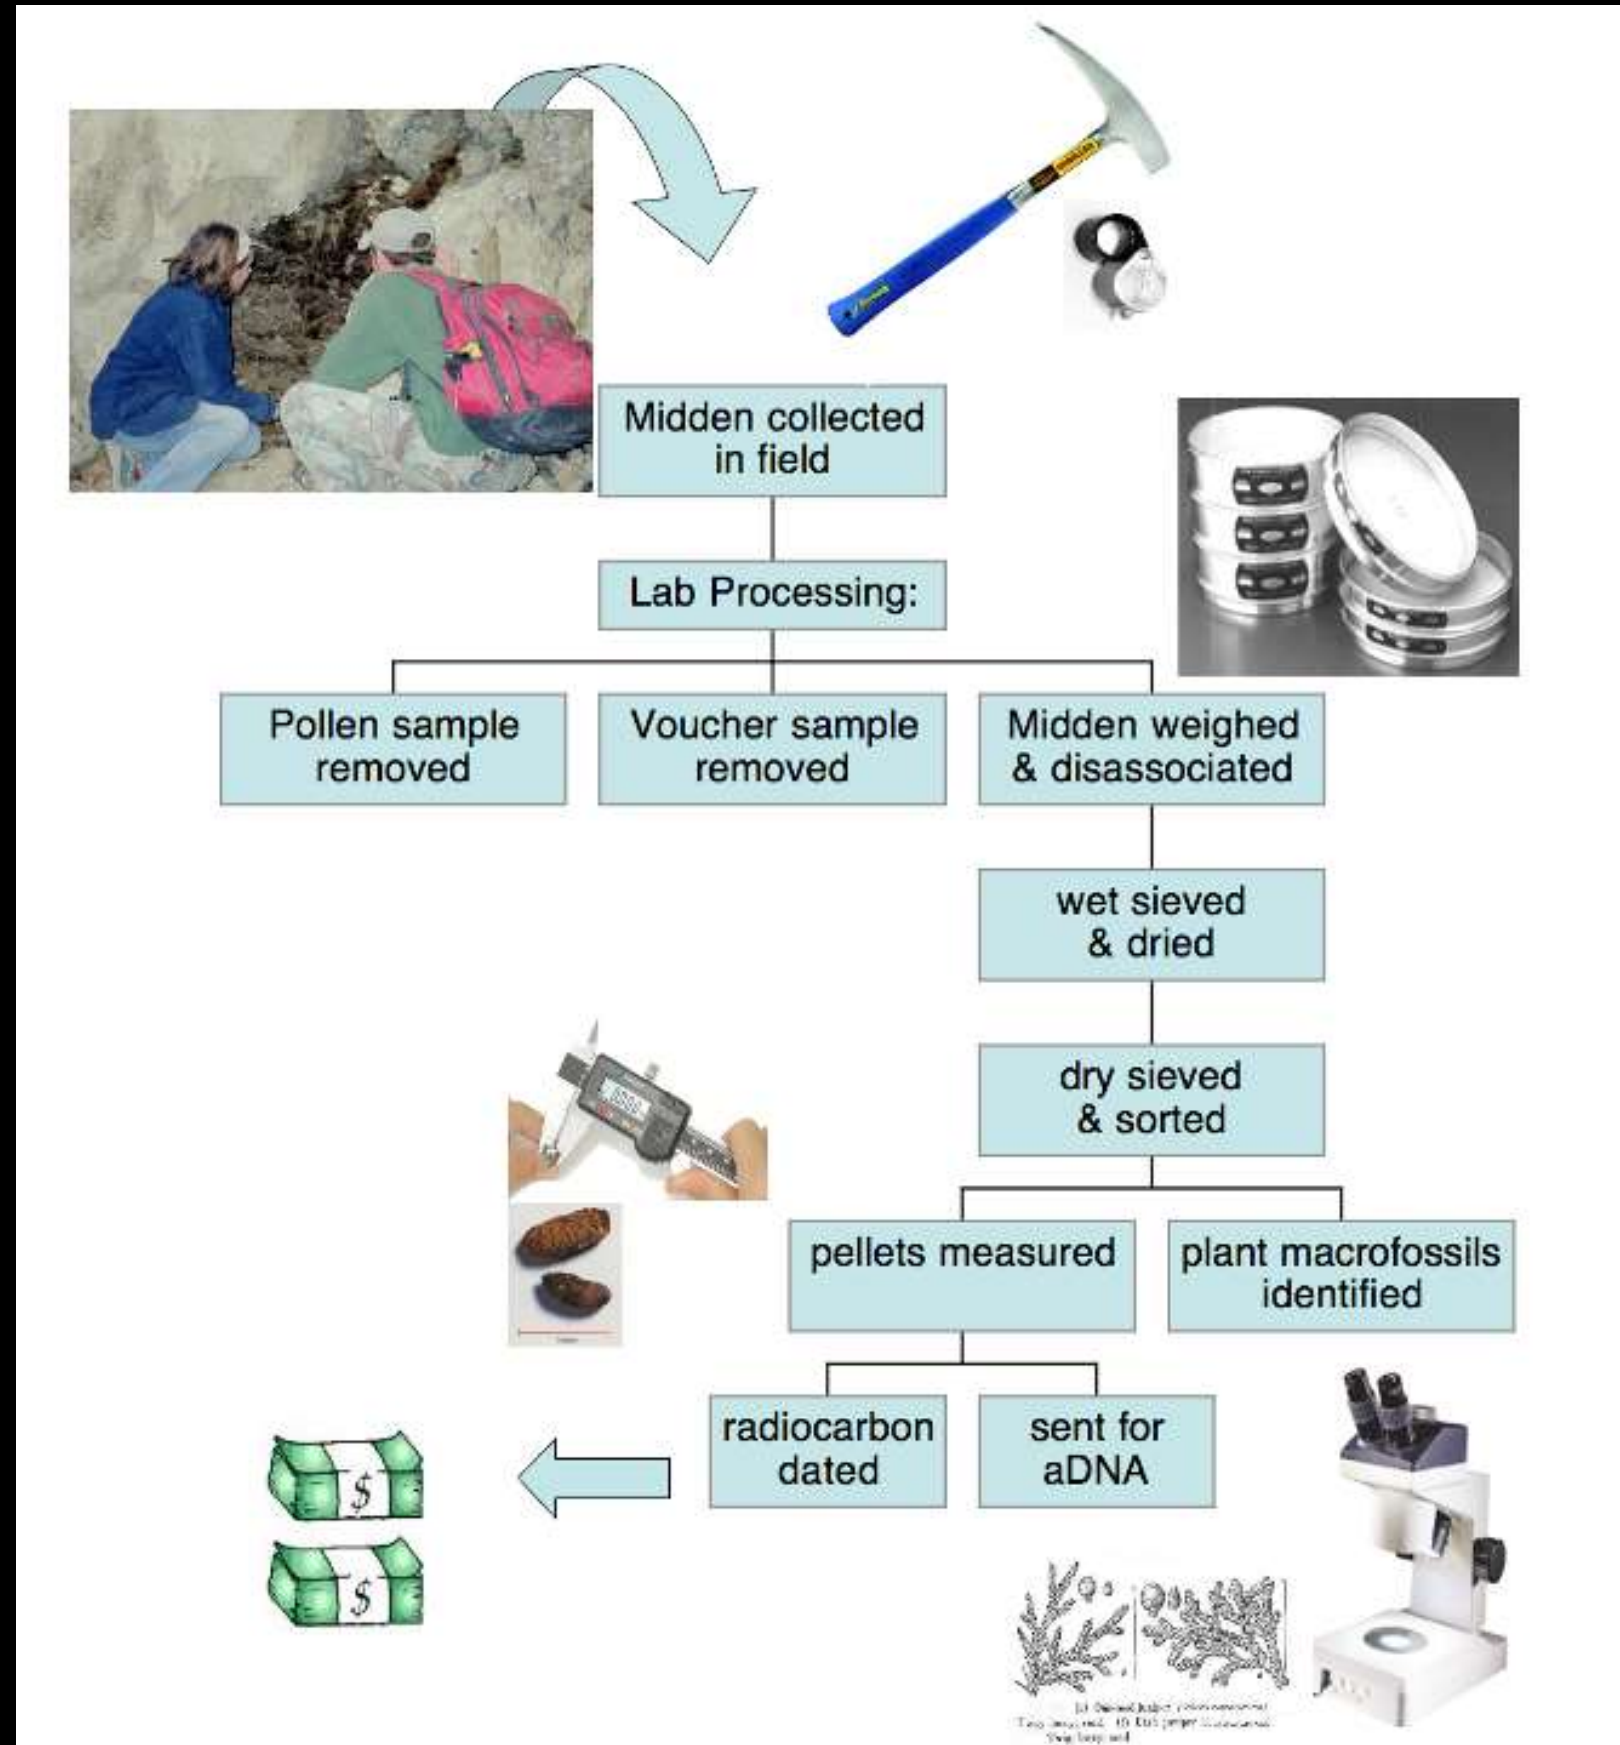 Midden collected
in field
Lab Processing:
Pollen sample
removed
Voucher sample
removed
Midden weighed
& disassociated
wet sieved
& dried
dry sieved
& sorted
pellets measured
plant macrofossils
identified
radiocarbon
dated
sent for
aDNA
$
$